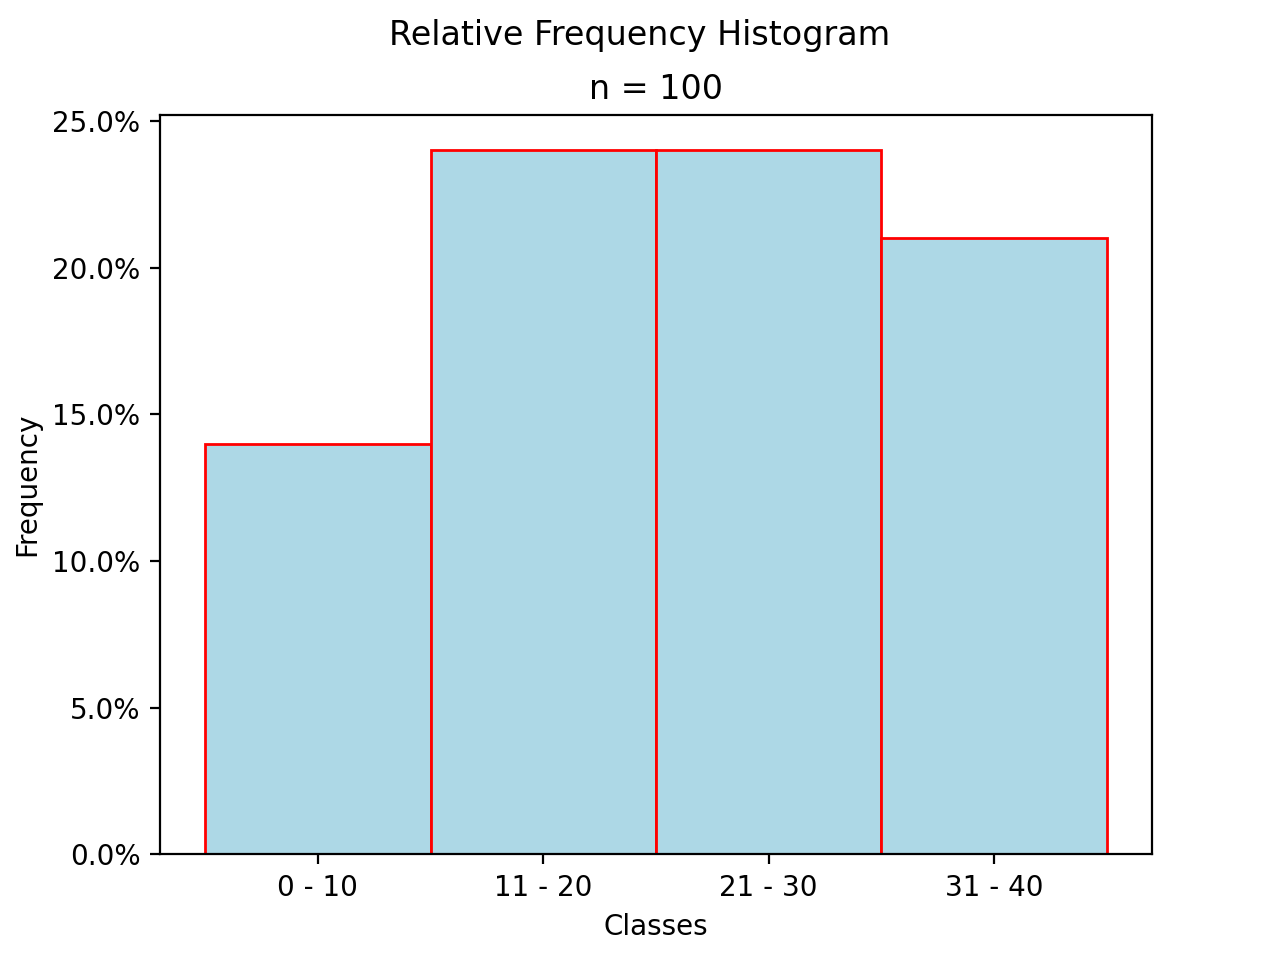 Relative Frequency Histogram
n = 100
25.0%
20.0%
15.0%
10.0%
5.0%
0.0%
Frequency
0 - 10
11 - 20
21 - 30
31 - 40
Classes